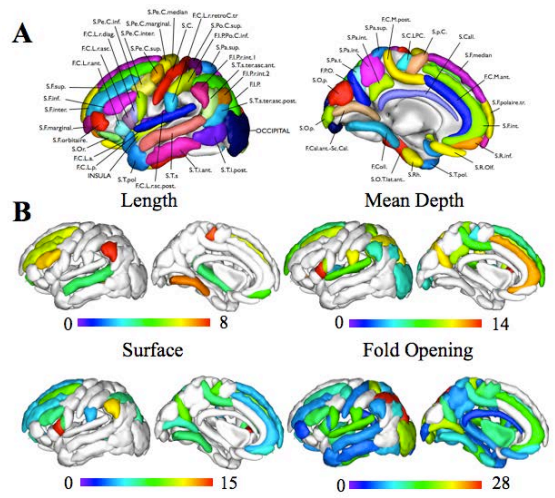 A
S.Pe.C.median
S.Pe.C.marginal.
S.Pe.C.inf.
S.Pe.C.inter.
F.C.L.r.diag.
S.Pe.C.sup.
F.C.L.r.asc.
F.C.L.r.ant.
S.F.sup.
S.F.inf.
S.F.inter.
S.F.marginal.
S.F.orbitaire.
S.Or.
F.C.L.a.
F.C.L.p.
INSULA
S.T.pol
F.C.L.r.sc.post.
S.T.s
S.T.i.ant.
S.T.i.post.
OCCIPITAL
F.C.L.r.retroC.tr
S.C.
S.Po.C.sup.
F.I.P.Po.C.inf.
S.Pa.sup.
F.I.P.r.int.1
S.T.s.ter.asc.ant.
F.I.P.r.int.2
F.I.P.
S.T.s.ter.asc.post.
F.C.M.post.
S.Pa.sup.
S.Pa.int.
S.C.LPC.
S.p.C.
S.Call.
S.F.median
F.C.M.ant.
S.F.polaire.tr.
S.F.int.
S.R.inf.
S.R.Olf.
S.T.pol.
S.Rh.
S.O.T.lat.ant.
F.Coll.
F.Cal.ant.-Sc.Cal.
S.O.p.
F.P.O.
S.O.p.
S.Pa.t.
S.Pa.int.
Length
Mean Depth
B
0 8
0 14
Surface
Fold Opening
0 15
0 28